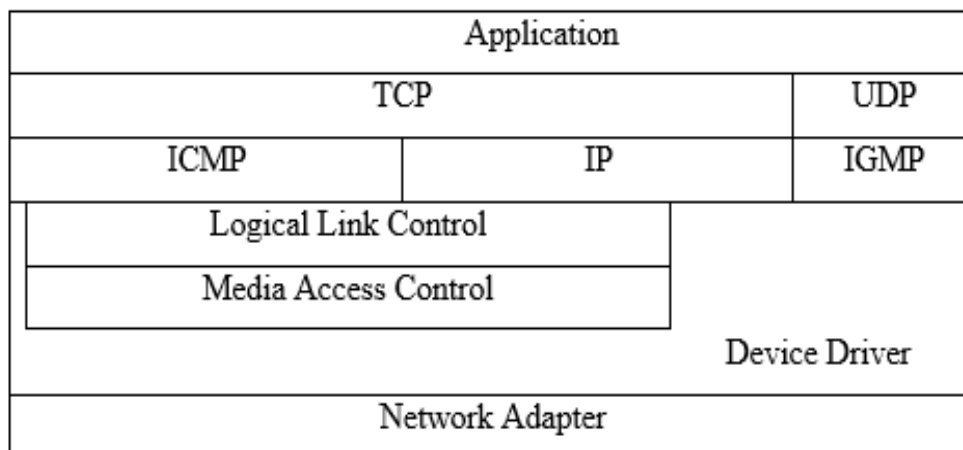 Application
TCP UDP
ICMP IP IGMP
Logical Link Control
Media Access Control
Device Driver
Network Adapter